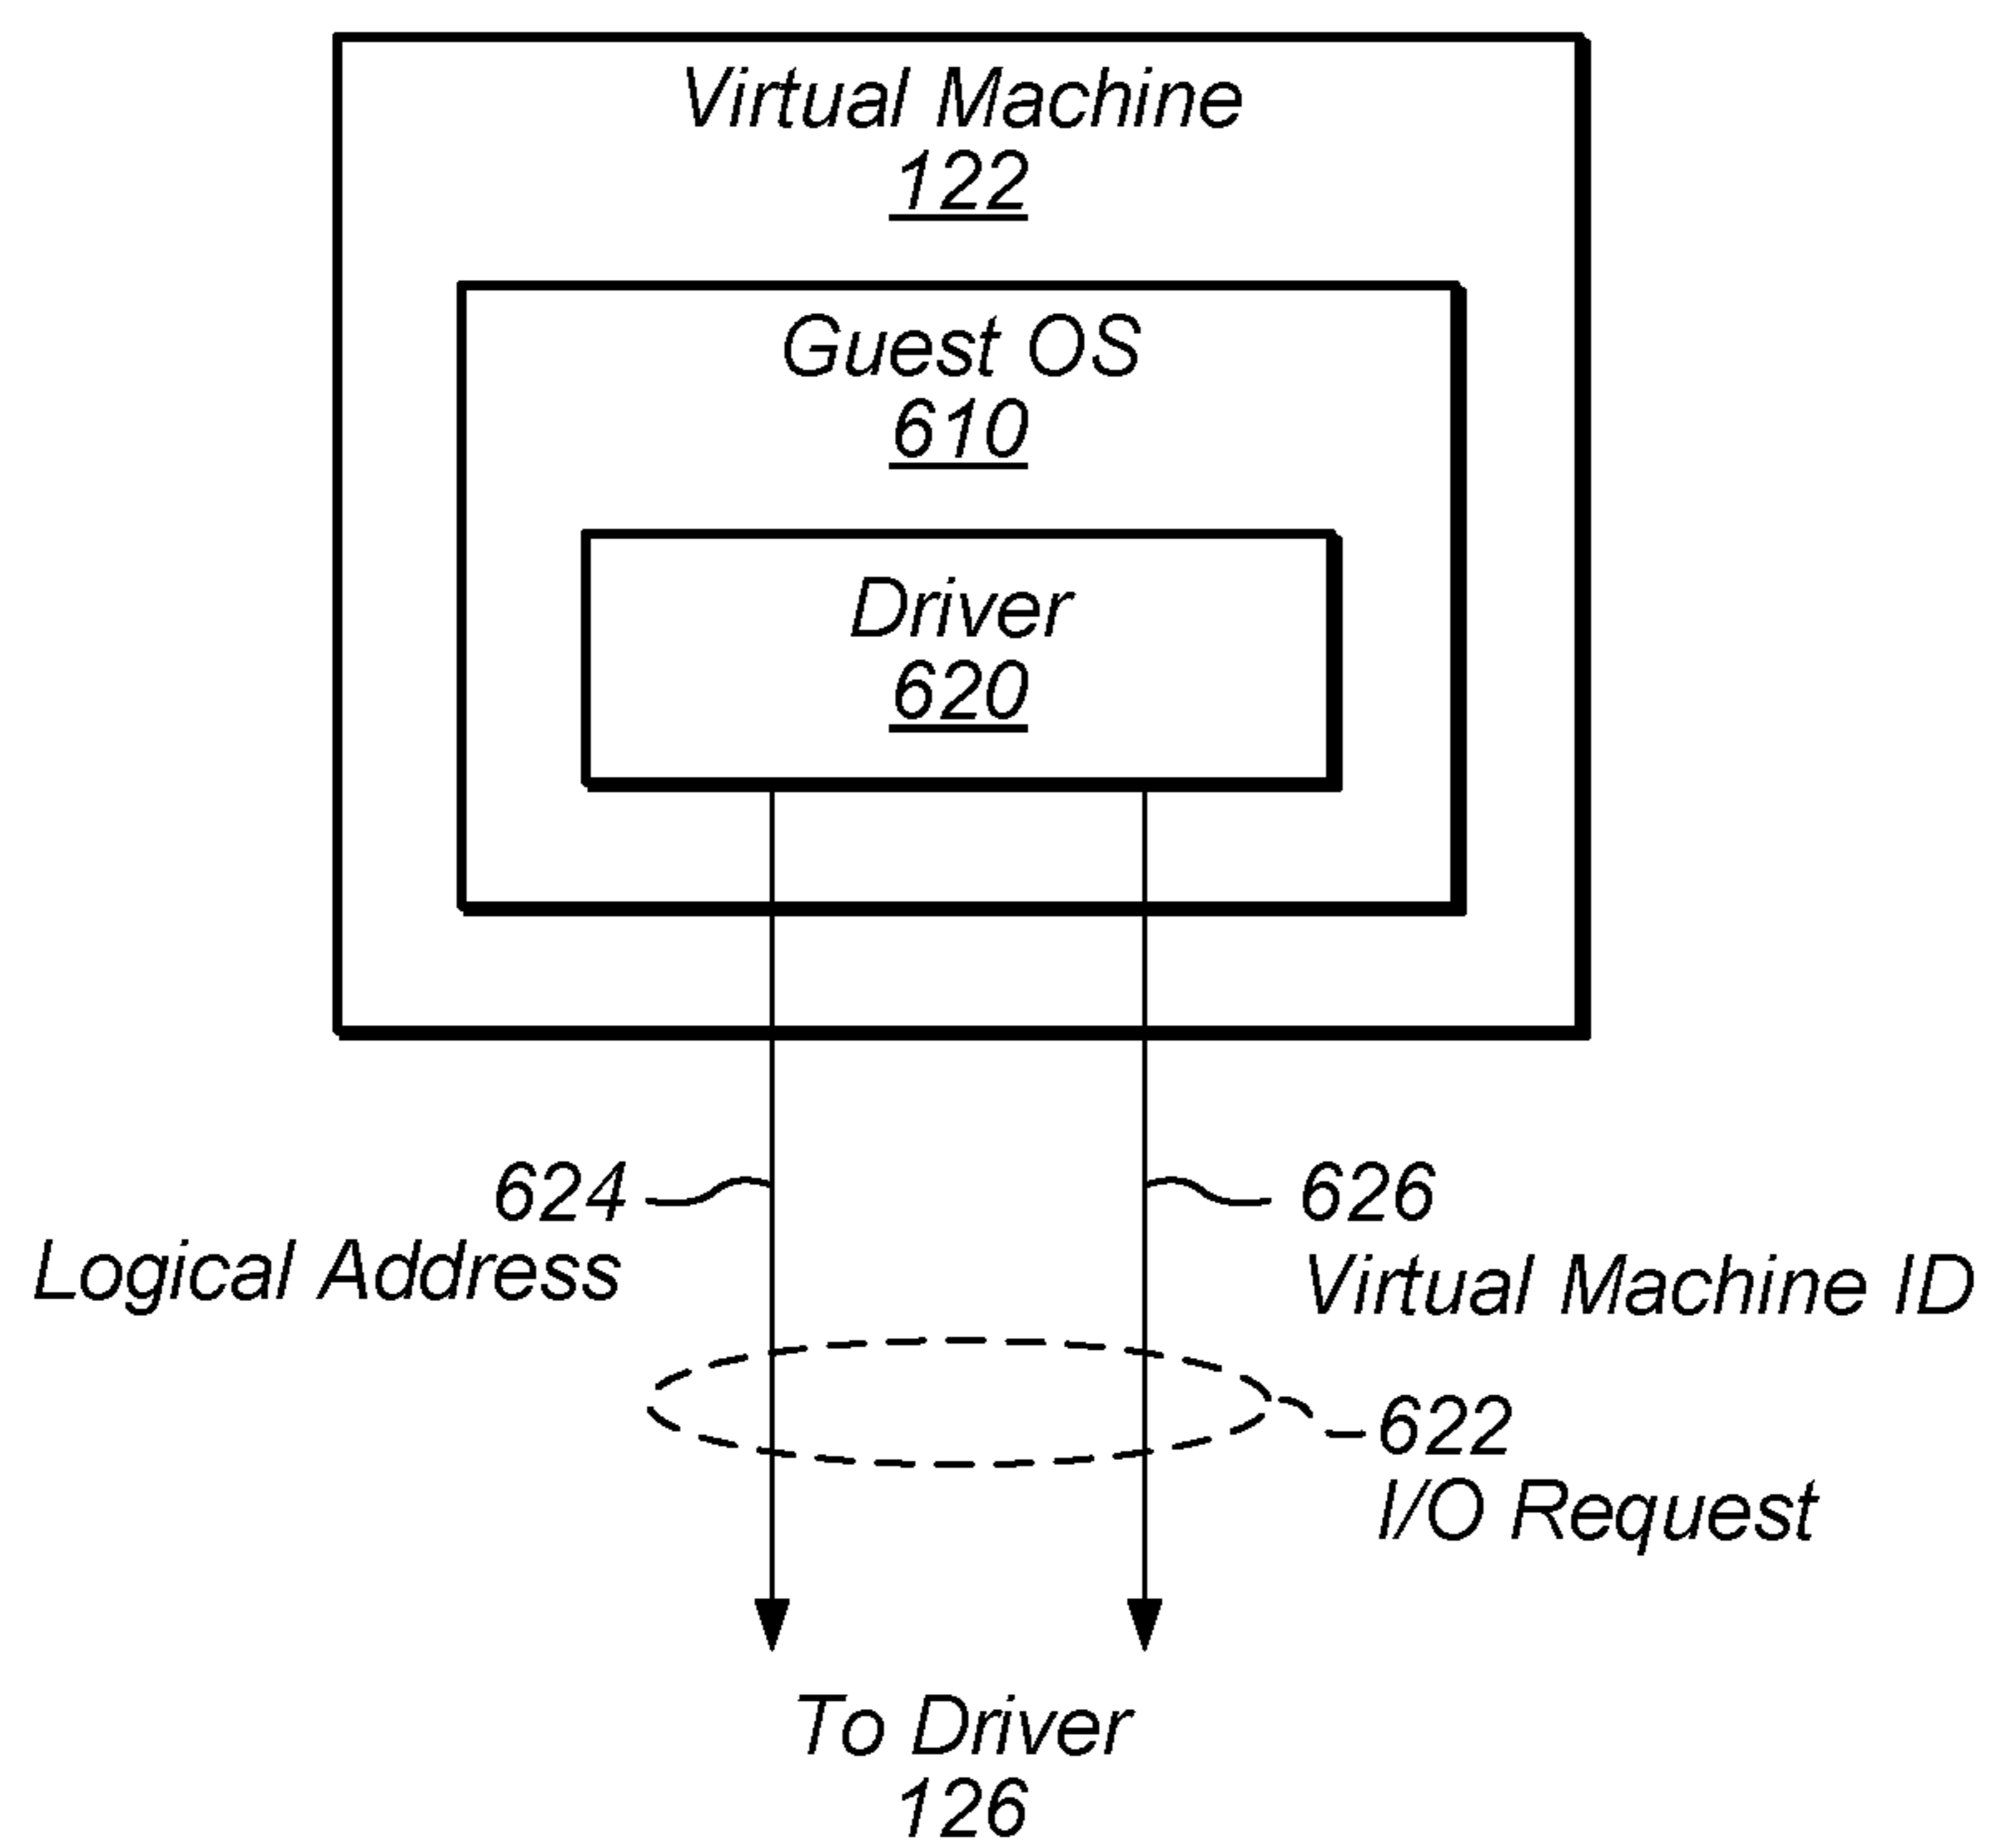 Virtual Machine
122
Guest OS
610
Driver
620
624
Logical Address
626
Virtual Machine ID
622
I/O Request
To Driver
126